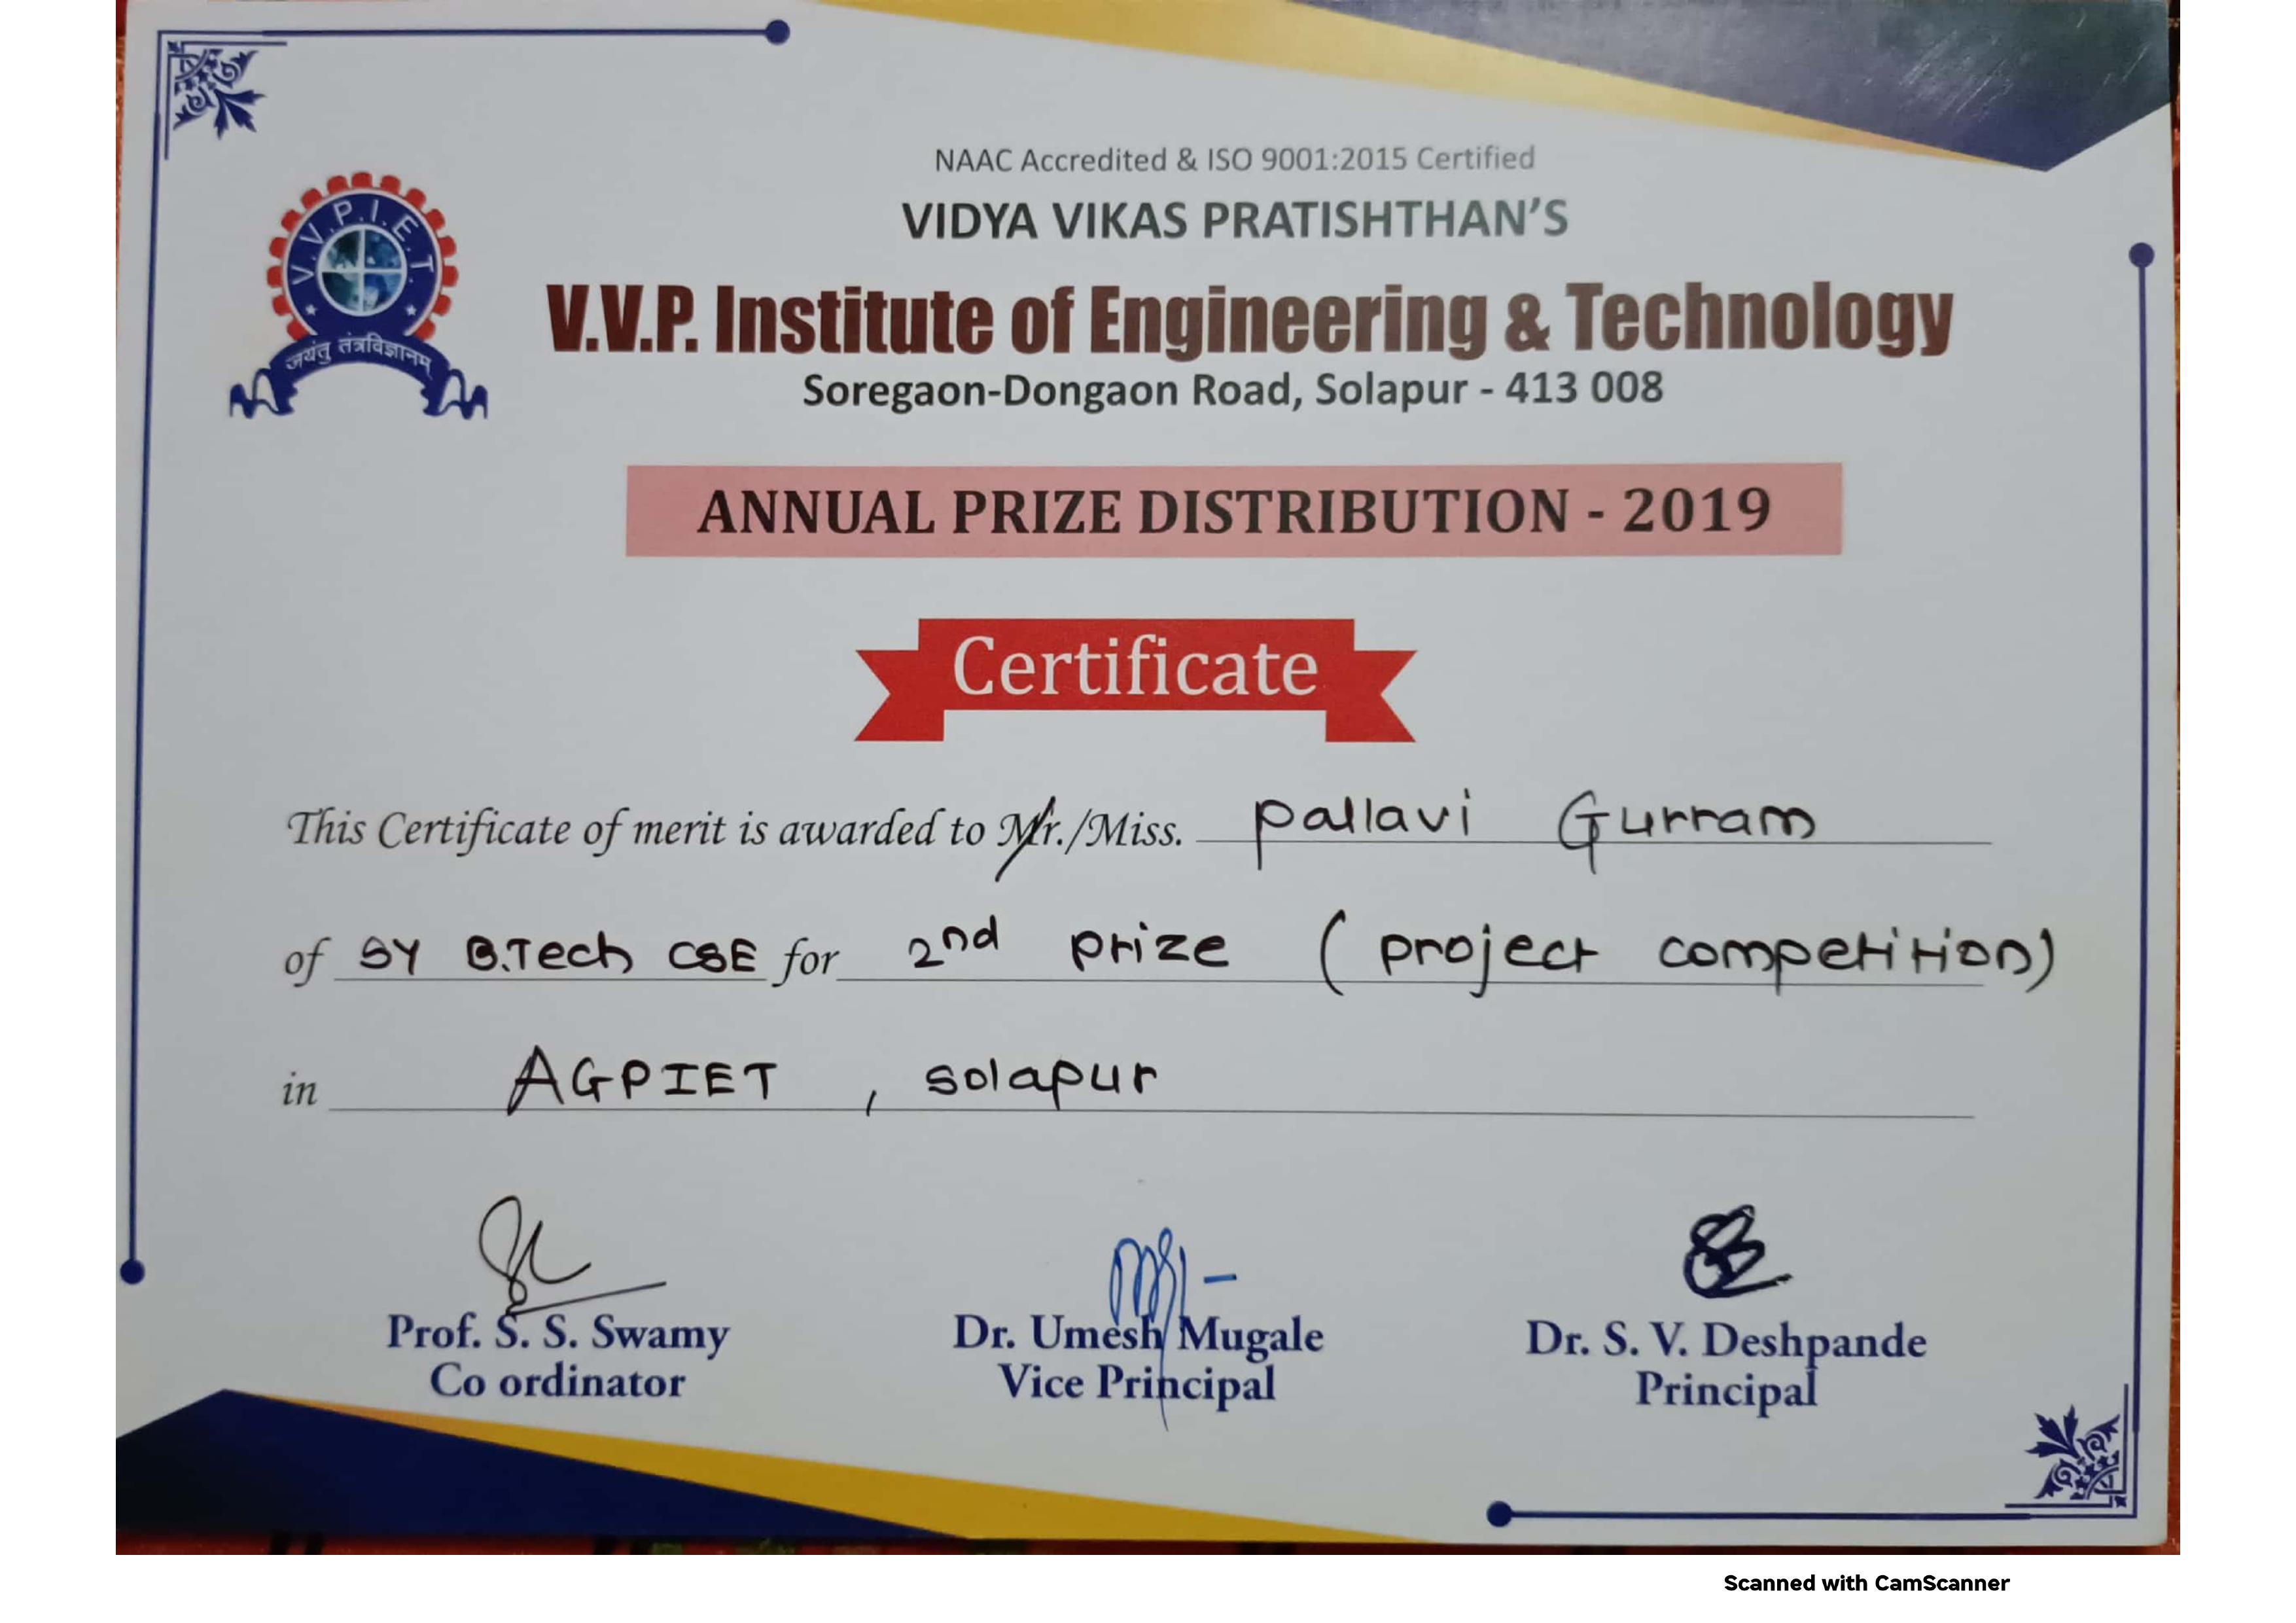 NAAC Accredited & ISO 9001:2015 Certified
VIDYA VIKAS PRATISHTHAN'S
V.V.P.I.E.T.
जयंतु तंत्रविज्ञानम्
V.V.P. Institute of Engineering & Technology
Soregaon-Dongaon Road, Solapur - 413 008
ANNUAL PRIZE DISTRIBUTION - 2019
Certificate
This Certificate of merit is awarded to Mr./Miss. Pallavi Gurram
of SY B.Tech CSE for 2nd prize (project competition)
in AGPIET, solapur
Prof. S. S. Swamy
Co ordinator
Dr. Umesh Mugale
Vice Principal
Dr. S. V. Deshpande
Principal
Scanned with CamScanner